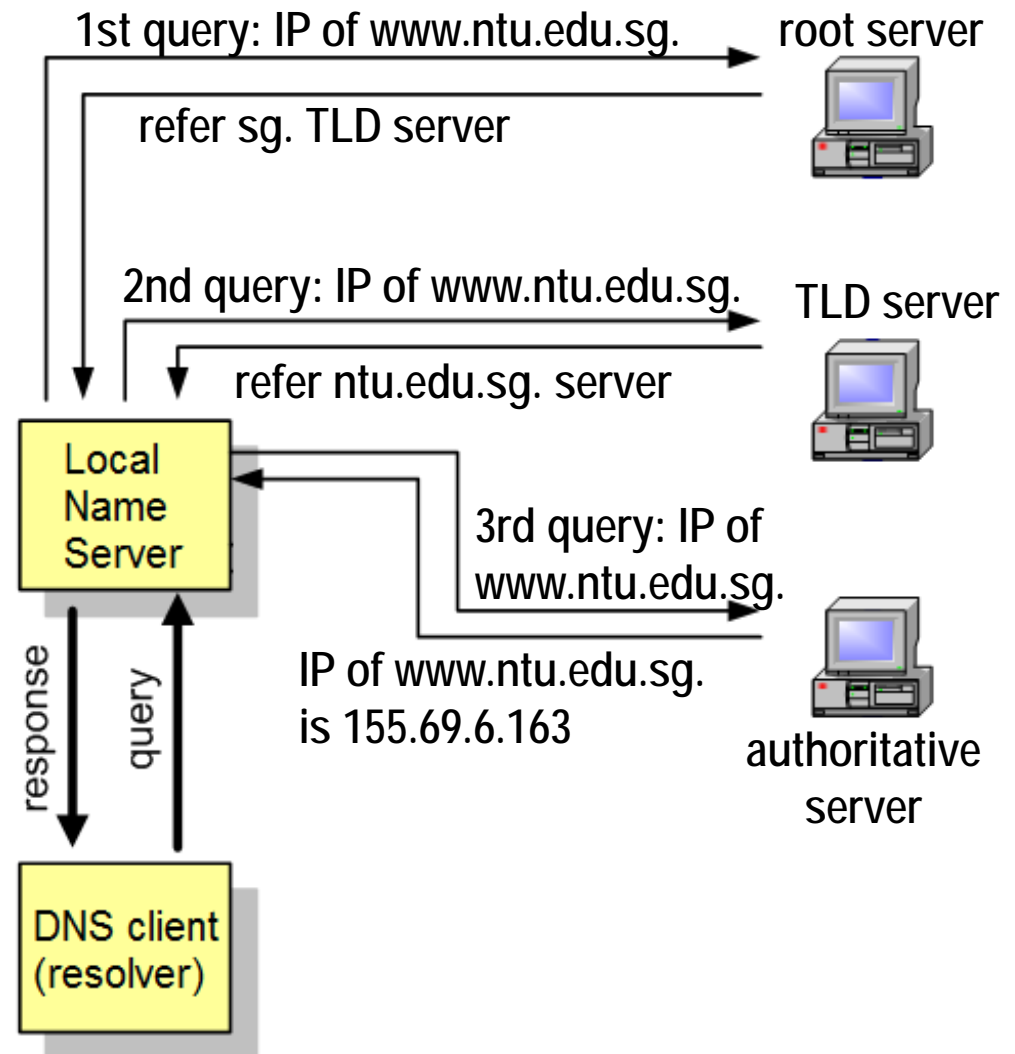 1st query: IP of www.ntu.edu.sg.
root server
refer sg. TLD server
2nd query: IP of www.ntu.edu.sg.
TLD server
refer ntu.edu.sg. server
Local
Name
Server
3rd query: IP of
www.ntu.edu.sg.
IP of www.ntu.edu.sg.
is 155.69.6.163
authoritative
server
response
query
DNS client
(resolver)